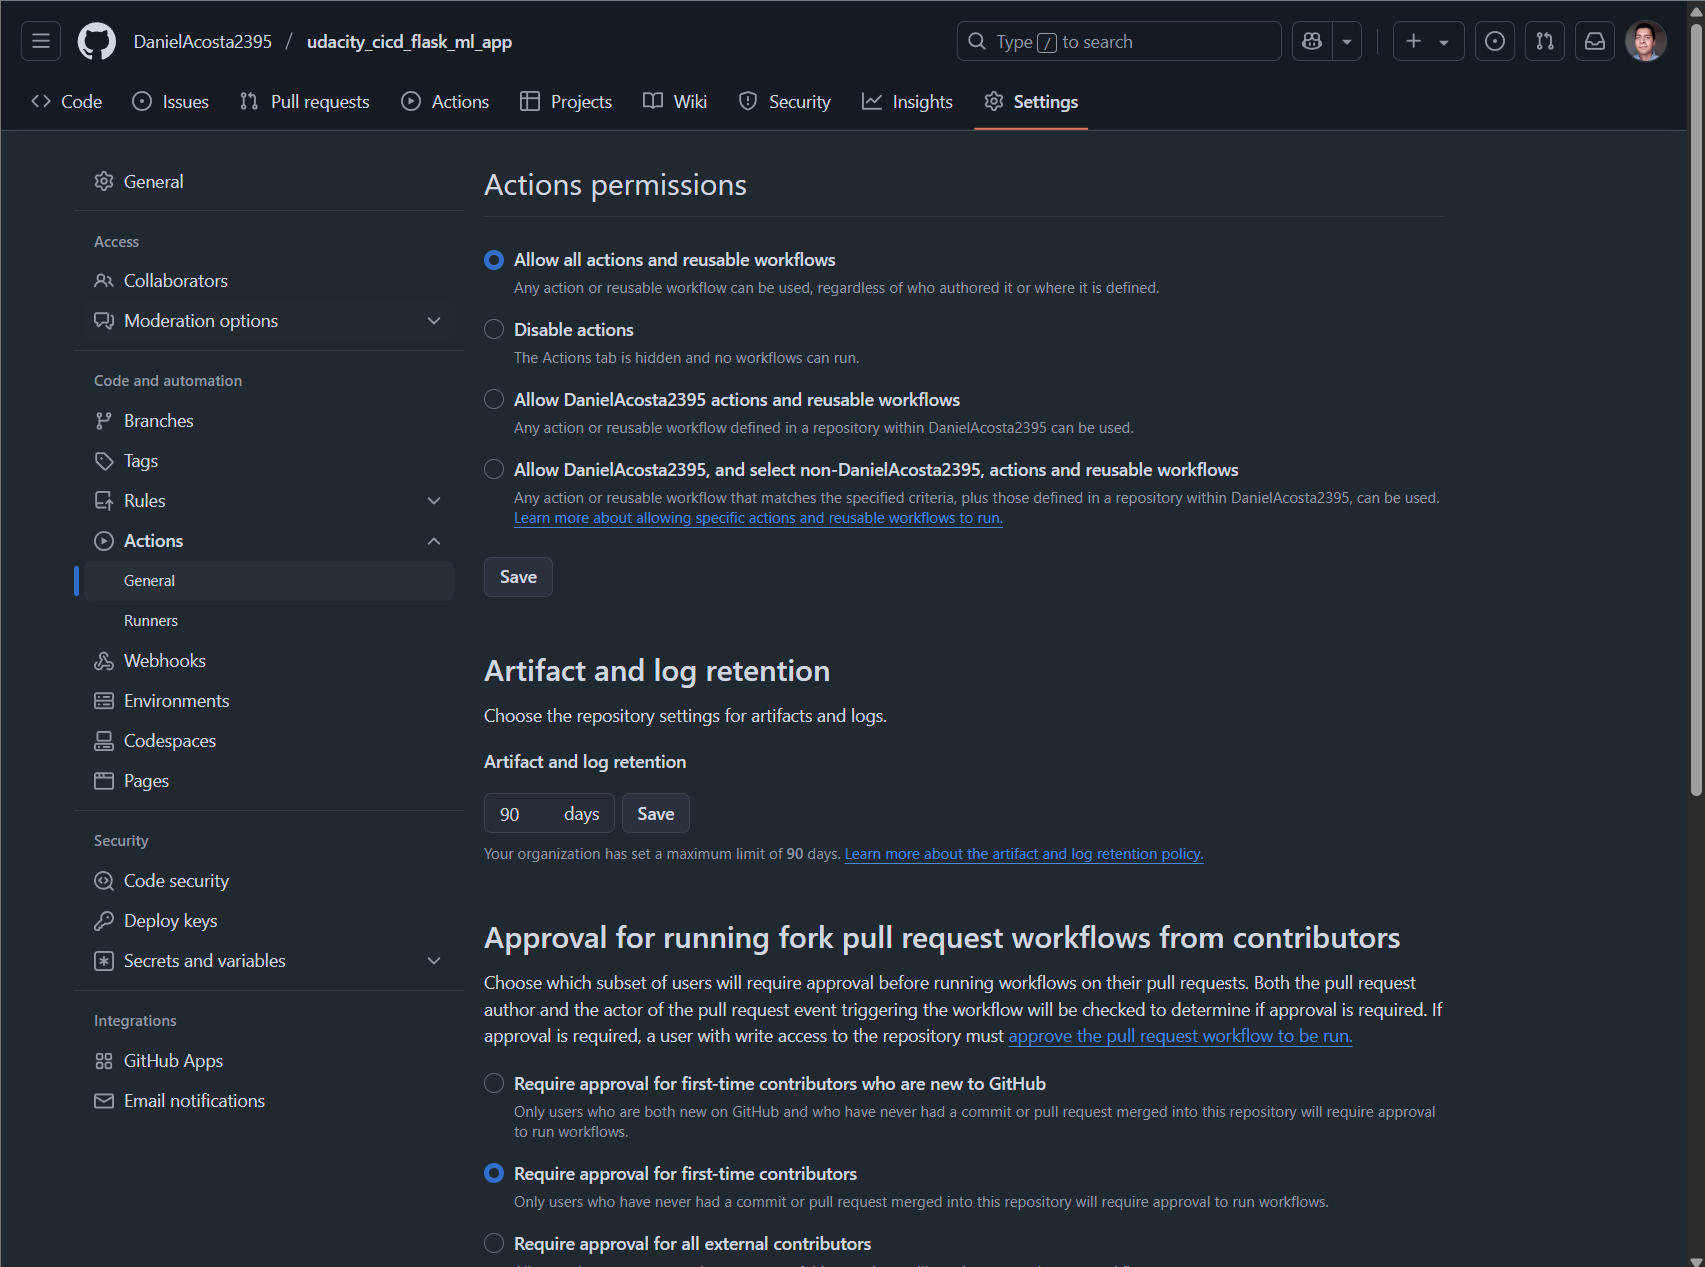 DanielAcosta2395 / udacity_cicd_flask_ml_app
Type / to search
Code
Issues
Pull requests
Actions
Projects
Wiki
Security
Insights
Settings
General
Access
Collaborators
Moderation options
Code and automation
Branches
Tags
Rules
Actions
General
Runners
Webhooks
Environments
Codespaces
Pages
Security
Code security
Deploy keys
Secrets and variables
Integrations
GitHub Apps
Email notifications
Actions permissions
Allow all actions and reusable workflows
Any action or reusable workflow can be used, regardless of who authored it or where it is defined.
Disable actions
The Actions tab is hidden and no workflows can run.
Allow DanielAcosta2395 actions and reusable workflows
Any action or reusable workflow defined in a repository within DanielAcosta2395 can be used.
Allow DanielAcosta2395, and select non-DanielAcosta2395, actions and reusable workflows
Any action or reusable workflow that matches the specified criteria, plus those defined in a repository within DanielAcosta2395, can be used.
Learn more about allowing specific actions and reusable workflows to run.
Save
Artifact and log retention
Choose the repository settings for artifacts and logs.
Artifact and log retention
90 days Save
Your organization has set a maximum limit of 90 days. Learn more about the artifact and log retention policy.
Approval for running fork pull request workflows from contributors
Choose which subset of users will require approval before running workflows on their pull requests. Both the pull request
author and the actor of the pull request event triggering the workflow will be checked to determine if approval is required. If
approval is required, a user with write access to the repository must approve the pull request workflow to be run.
Require approval for first-time contributors who are new to GitHub
Only users who are both new on GitHub and who have never had a commit or pull request merged into this repository will require approval
to run workflows.
Require approval for first-time contributors
Only users who have never had a commit or pull request merged into this repository will require approval to run workflows.
Require approval for all external contributors